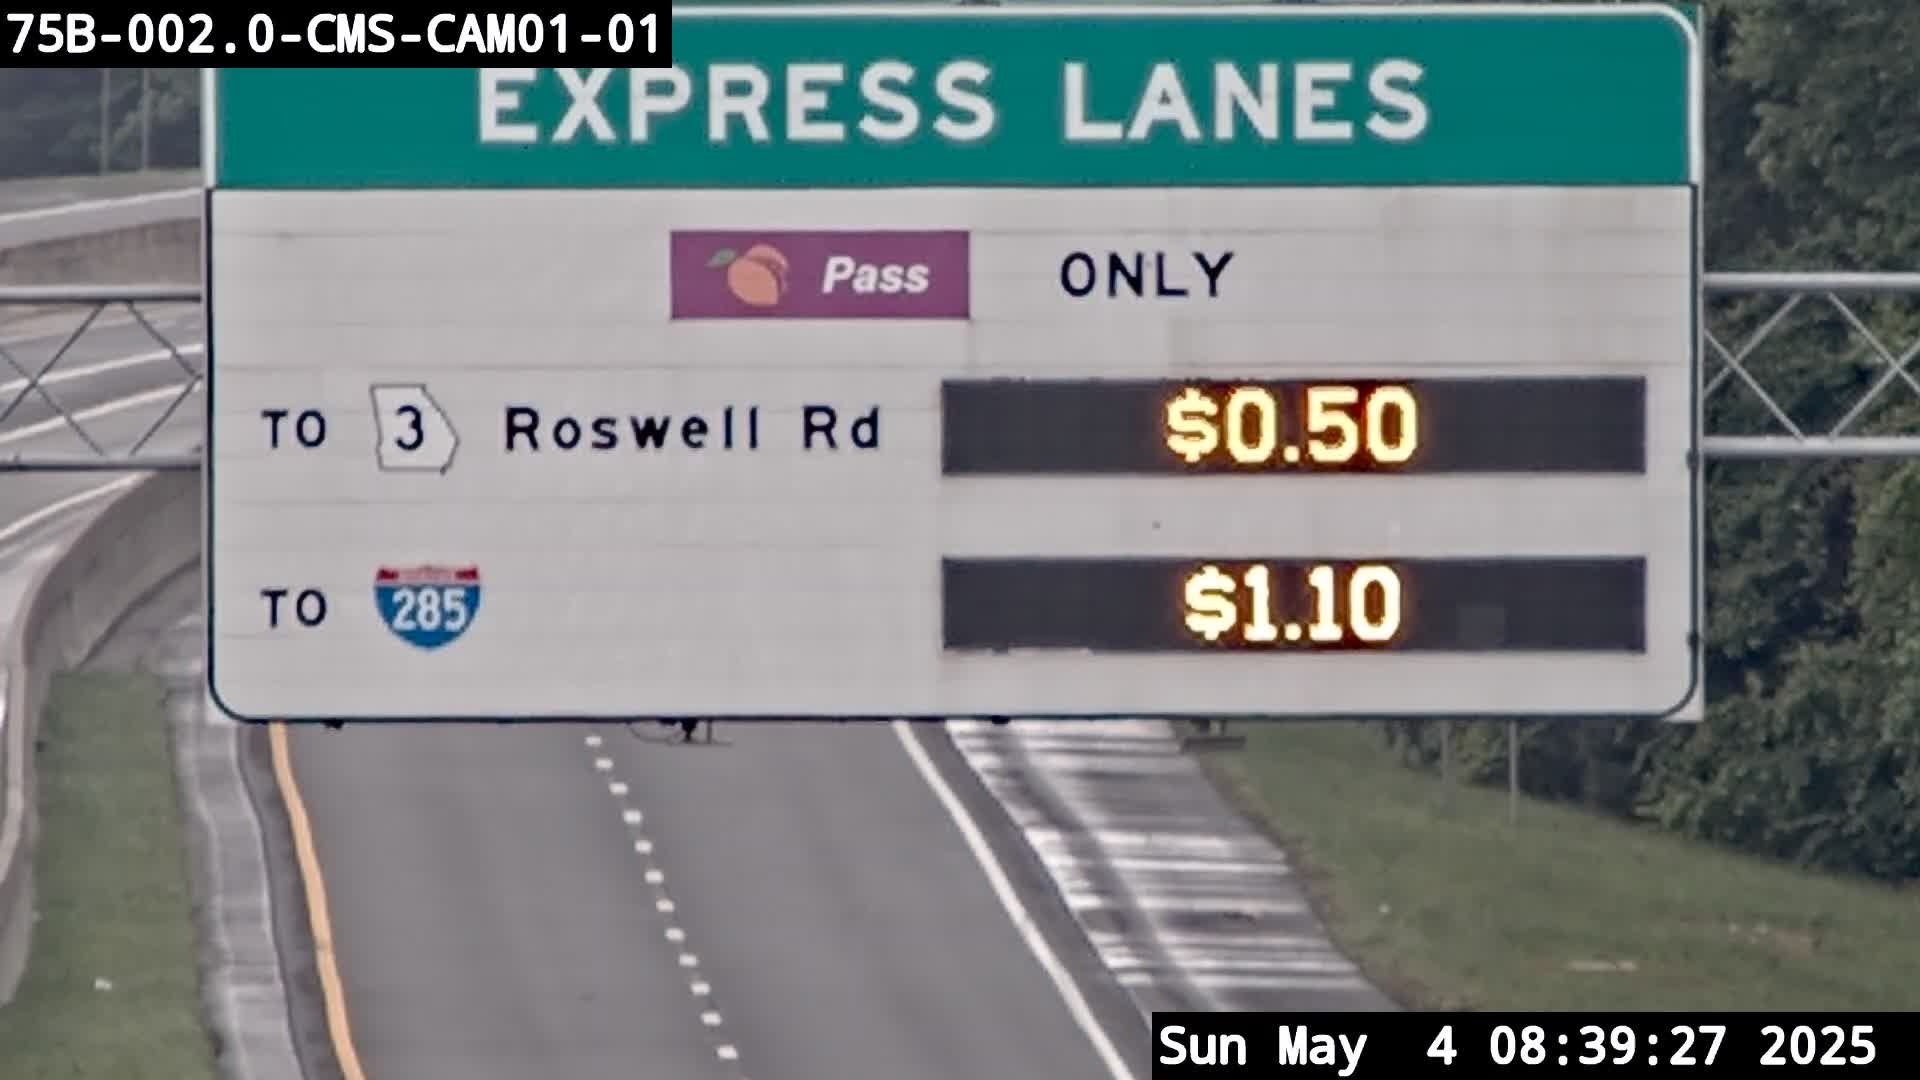 75B-002.0-CMS-CAM01-01
EXPRESS LANES
Pass ONLY
TO 3 Roswell Rd $0.50
TO 285 $1.10
Sun May 4 08:39:27 2025